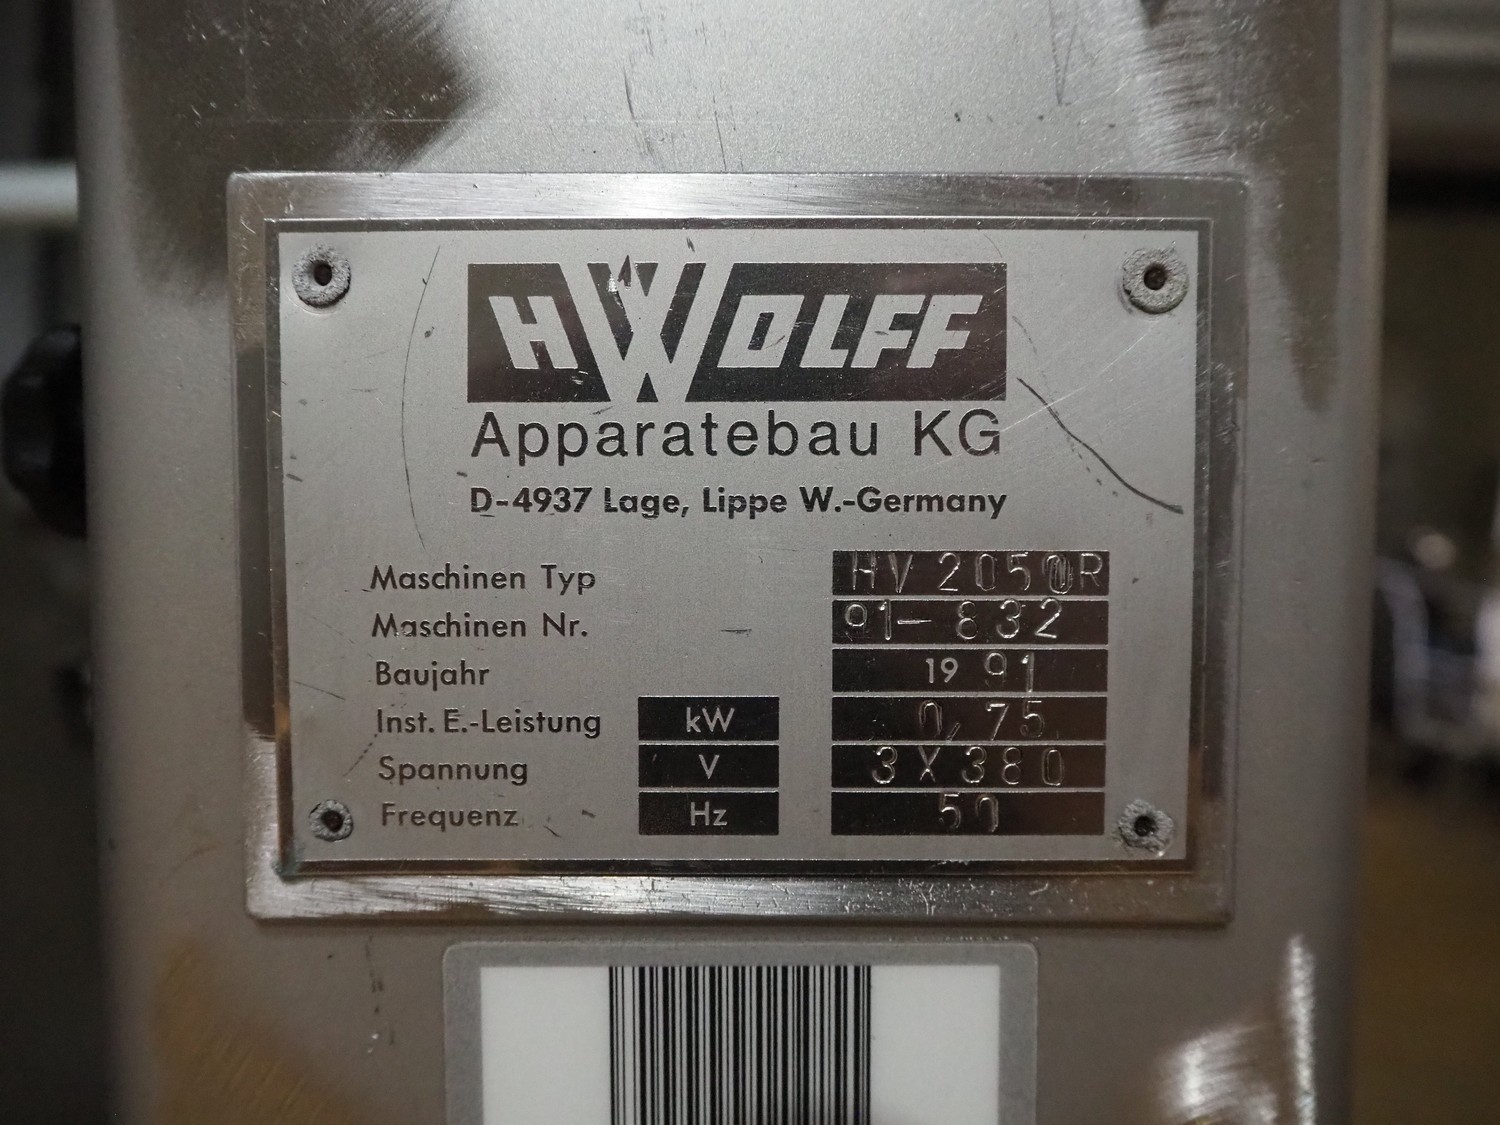 HWOLFF
Apparatebau KG
D-4937 Lage, Lippe W.-Germany
Maschinen Typ HV 2050R
Maschinen Nr. 91-832
Baujahr 1991
Inst. E.-Leistung kW 0,75
Spannung V 3X380
Frequenz Hz 50